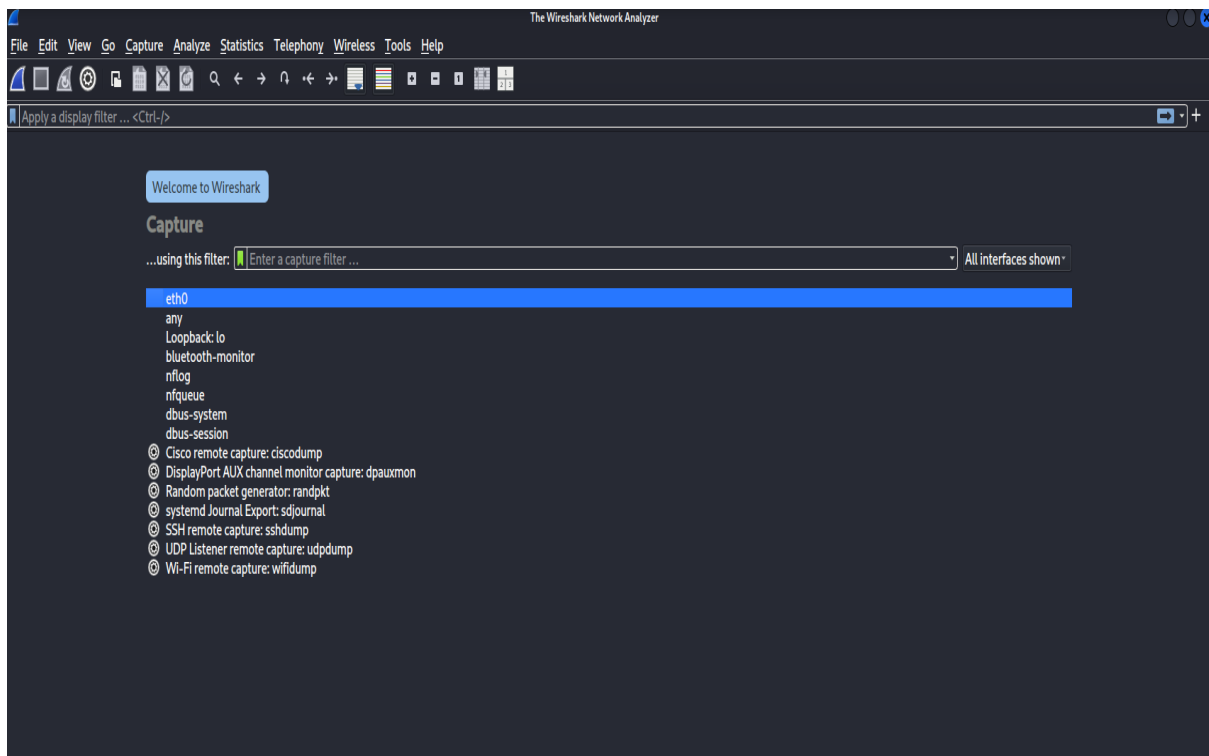 The Wireshark Network Analyzer
File Edit View Go Capture Analyze Statistics Telephony Wireless Tools Help
Apply a display filter ... <Ctrl-/>
Welcome to Wireshark
Capture
...using this filter: Enter a capture filter ... All interfaces shown
eth0
any
Loopback: lo
bluetooth-monitor
nflog
nfqueue
dbus-system
dbus-session
Cisco remote capture: ciscodump
DisplayPort AUX channel monitor capture: dpauxmon
Random packet generator: randpkt
systemd Journal Export: sdjournal
SSH remote capture: sshdump
UDP Listener remote capture: udpdump
Wi-Fi remote capture: wifidump